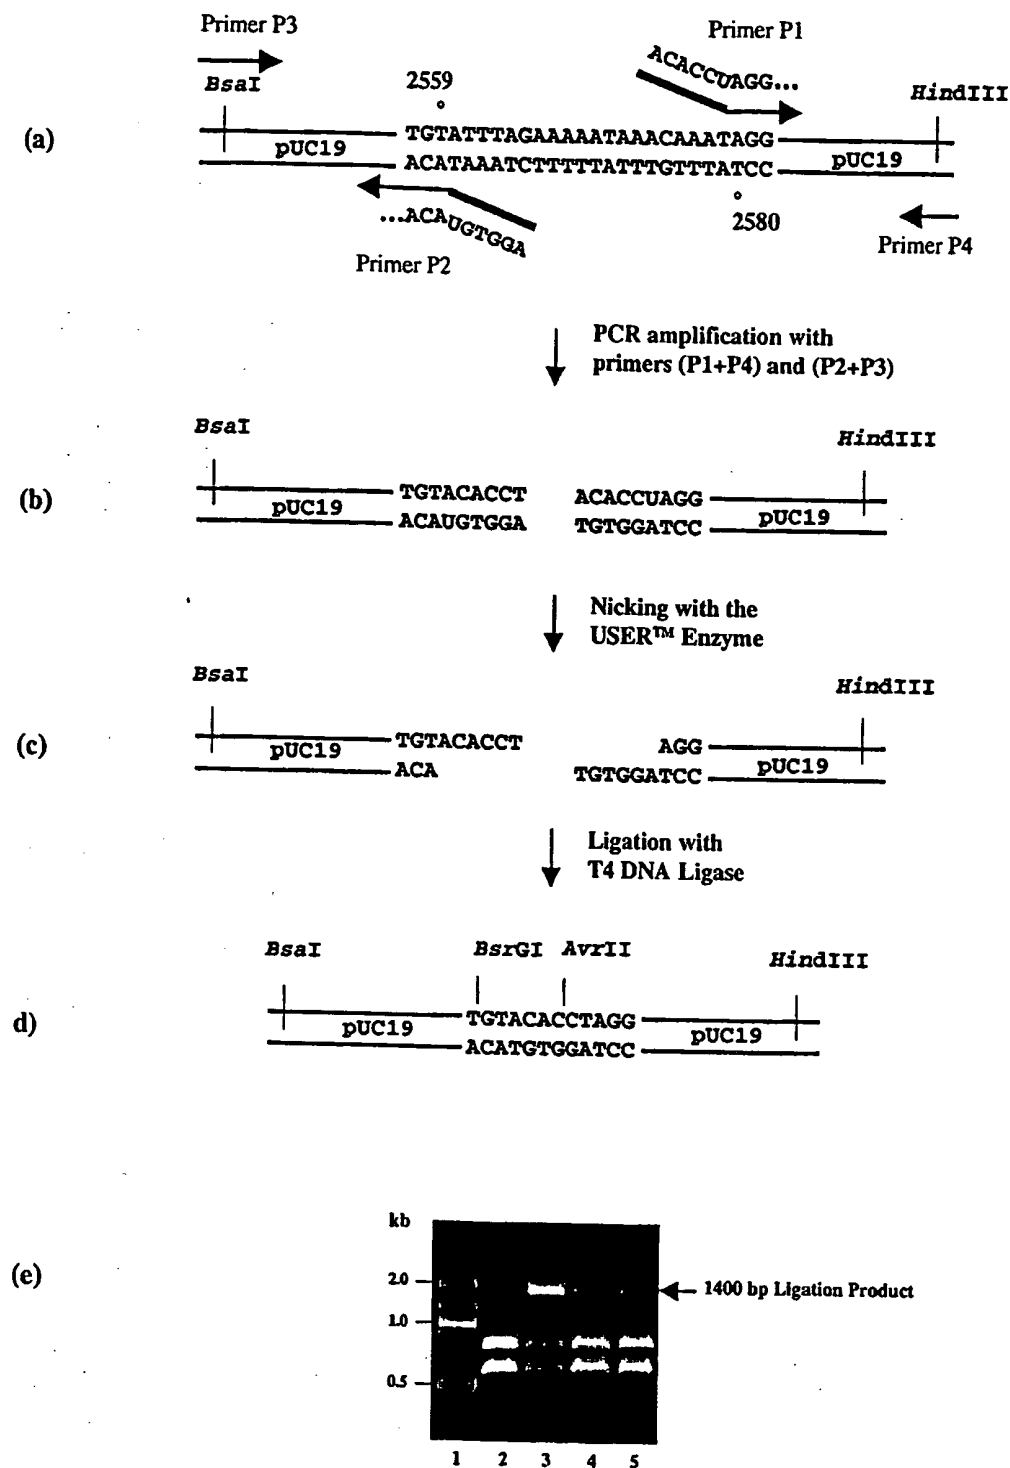 Primer P3
Primer P1
ACACCUAGG...
BsaI
2559
HindIII
(a)
TGTATTTAGAAAAATAAACAAATAGG
pUC19
pUC19
ACATAAATCTTTTTATTTGTTTATCC
...ACAUGTGGA
2580
Primer P2
Primer P4
PCR amplification with
primers (P1+P4) and (P2+P3)
BsaI
HindIII
(b)
TGTACACCT
ACACCUAGG
pUC19
pUC19
ACAUGTGGA
TGTGGATCC
Nicking with the
USER™ Enzyme
BsaI
HindIII
(c)
TGTACACCT
AGG
pUC19
pUC19
ACA
TGTGGATCC
Ligation with
T4 DNA Ligase
BsaI
BsrGI
AvrII
HindIII
d)
TGTACACCTAGG
pUC19
pUC19
ACATGTGGATCC
(e)
kb
2.0
1400 bp Ligation Product
1.0
0.5
1 2 3 4 5